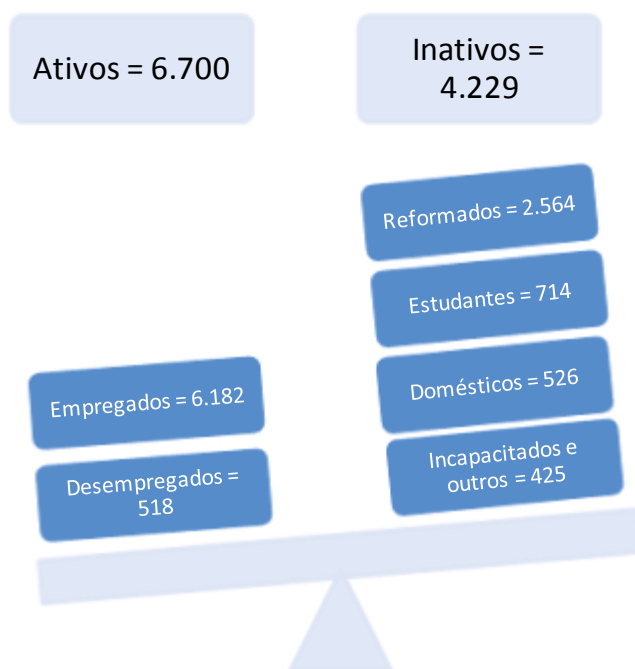 Ativos = 6.700
Inativos =
4.229
Reformados = 2.564
Estudantes = 714
Domésticos = 526
Incapacitados e
outros = 425
Empregados = 6.182
Desempregados =
518